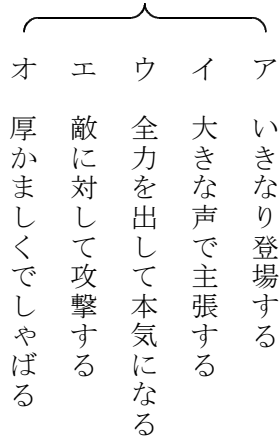 ア　いきなり登場する
イ　大きな声で主張する
ウ　全力を出して本気になる
エ　敵に対して攻撃する
オ　厚かましくでしゃばる